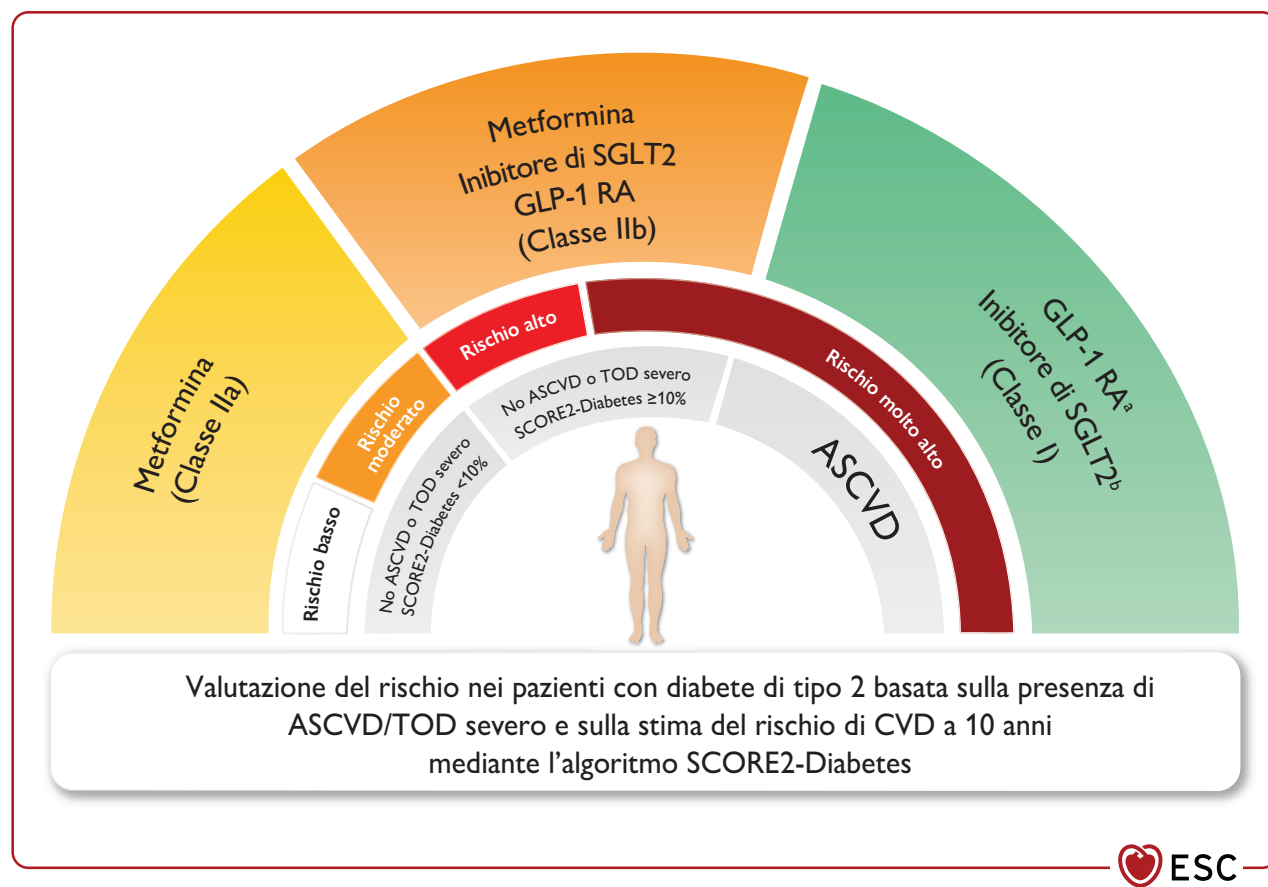 Metformina
(Classe IIa)
Metformina
Inibitore di SGLT2
GLP-1 RA
(Classe IIb)
GLP-1 RAᵃ
Inibitore di SGLT2ᵇ
(Classe I)
Rischio basso
Rischio
moderato
Rischio alto
Rischio molto alto
No ASCVD o TOD severo
SCORE2-Diabetes <10%
No ASCVD o TOD severo
SCORE2-Diabetes ≥10%
ASCVD
Valutazione del rischio nei pazienti con diabete di tipo 2 basata sulla presenza di
ASCVD/TOD severo e sulla stima del rischio di CVD a 10 anni
mediante l’algoritmo SCORE2-Diabetes
ESC